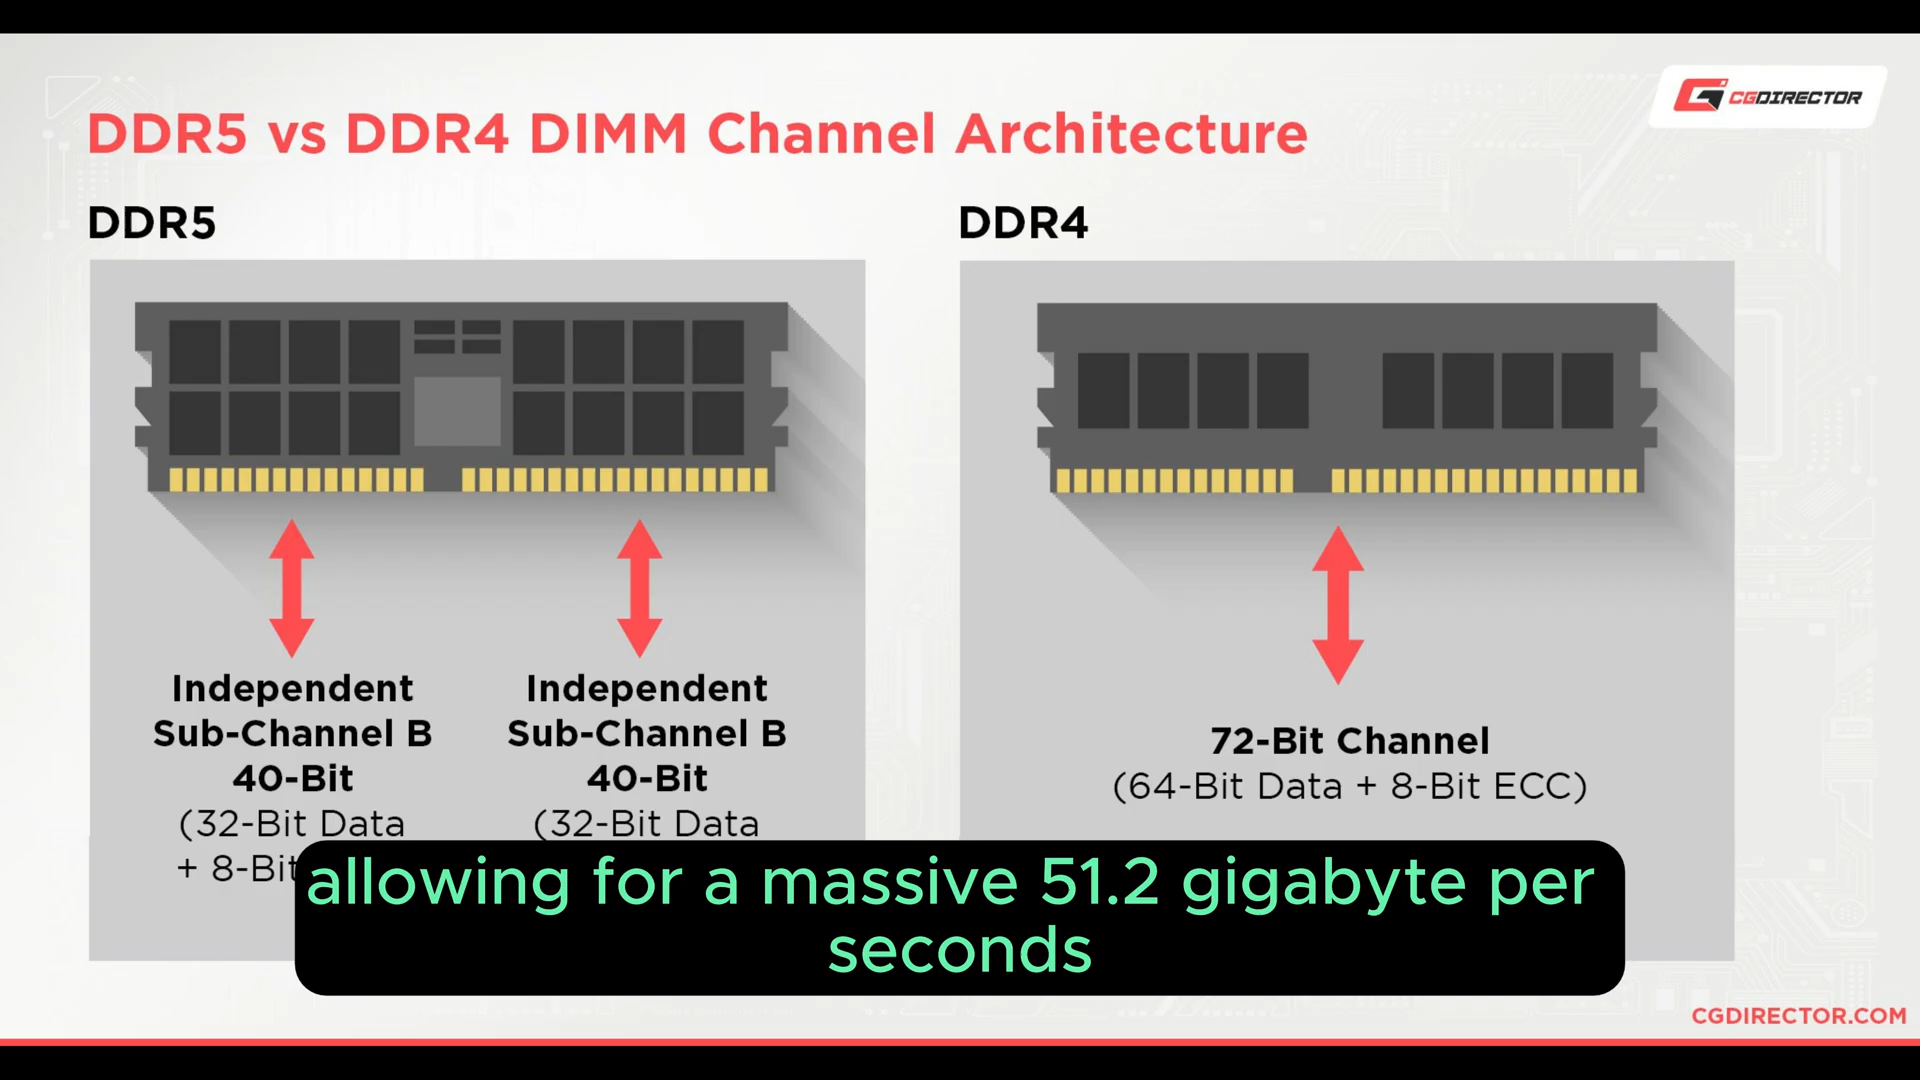 CGDIRECTOR
DDR5 vs DDR4 DIMM Channel Architecture
DDR5
Independent
Sub-Channel B
40-Bit
(32-Bit Data
+ 8-Bit
Independent
Sub-Channel B
40-Bit
(32-Bit Data
DDR4
72-Bit Channel
(64-Bit Data + 8-Bit ECC)
allowing for a massive 51.2 gigabyte per
seconds
CGDIRECTOR.COM